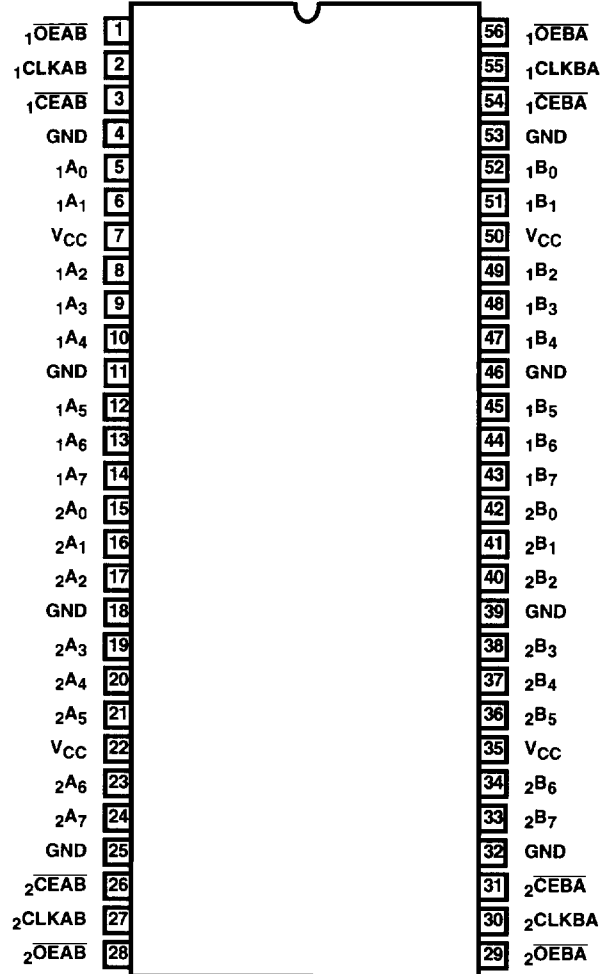 1OEAB 1 56 1OEBA
1CLKAB 2 55 1CLKBA
1CEAB 3 54 1CEBA
GND 4 53 GND
1A0 5 52 1B0
1A1 6 51 1B1
VCC 7 50 VCC
1A2 8 49 1B2
1A3 9 48 1B3
1A4 10 47 1B4
GND 11 46 GND
1A5 12 45 1B5
1A6 13 44 1B6
1A7 14 43 1B7
2A0 15 42 2B0
2A1 16 41 2B1
2A2 17 40 2B2
GND 18 39 GND
2A3 19 38 2B3
2A4 20 37 2B4
2A5 21 36 2B5
VCC 22 35 VCC
2A6 23 34 2B6
2A7 24 33 2B7
GND 25 32 GND
2CEAB 26 31 2CEBA
2CLKAB 27 30 2CLKBA
2OEAB 28 29 2OEBA